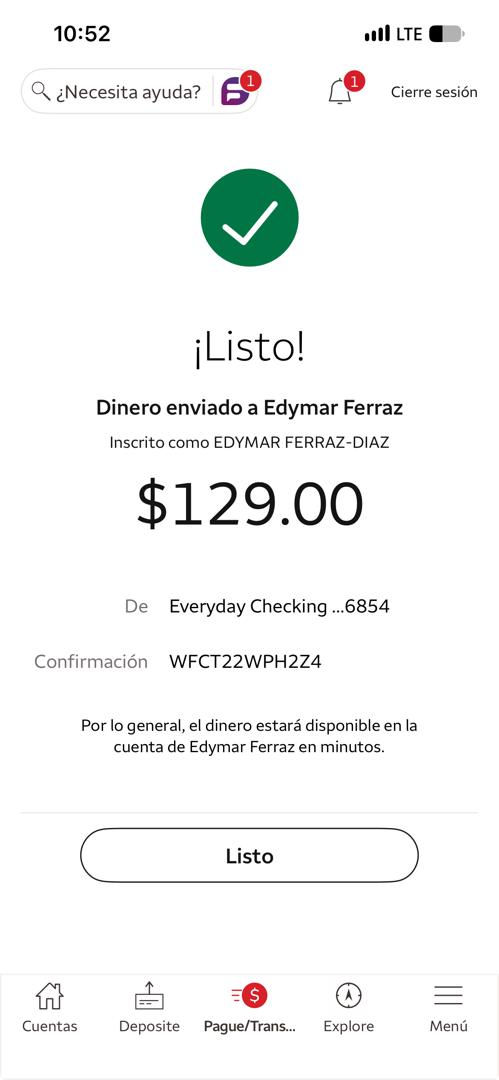 10:52
LTE
¿Necesita ayuda?
1
1
Cierre sesión
¡Listo!
Dinero enviado a Edymar Ferraz
Inscrito como EDYMAR FERRAZ-DIAZ
$129.00
De Everyday Checking ...6854
Confirmación WFCT22WPH2Z4
Por lo general, el dinero estará disponible en la
cuenta de Edymar Ferraz en minutos.
Listo
$
Cuentas Deposite Pague/Trans... Explore Menú